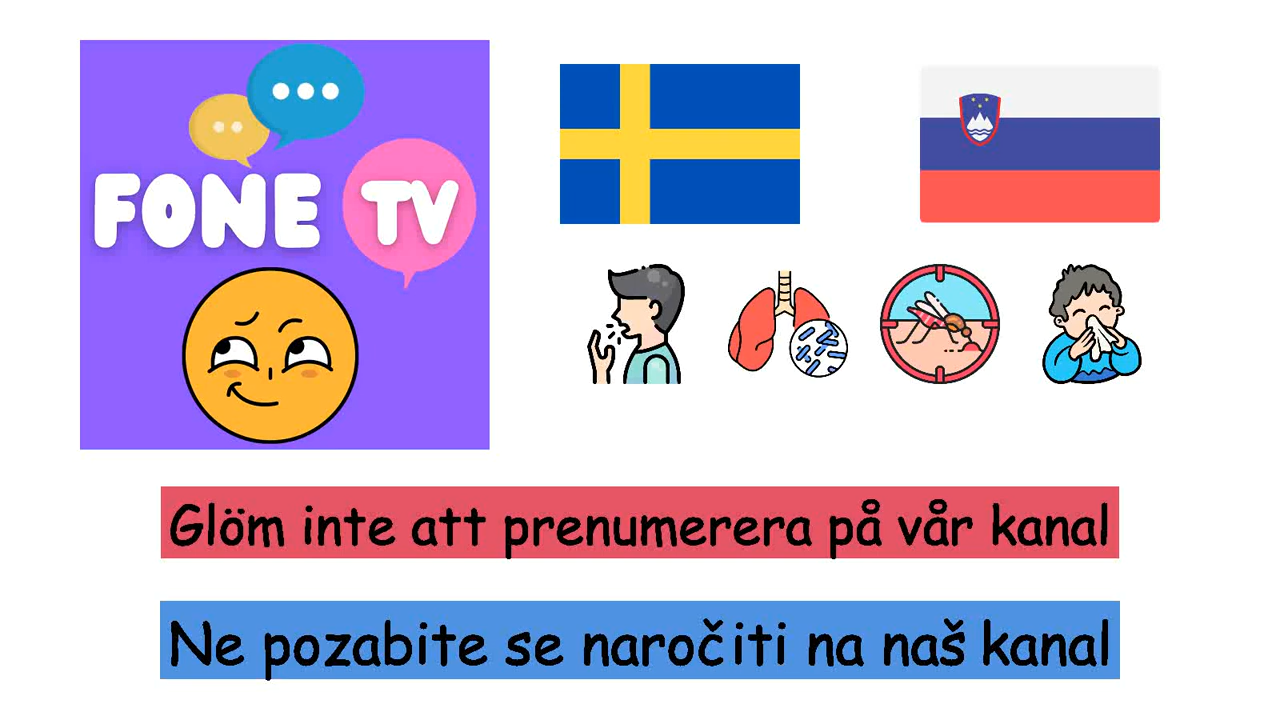 FONE TV
Glöm inte att prenumerera på vår kanal
Ne pozabite se naročiti na naš kanal